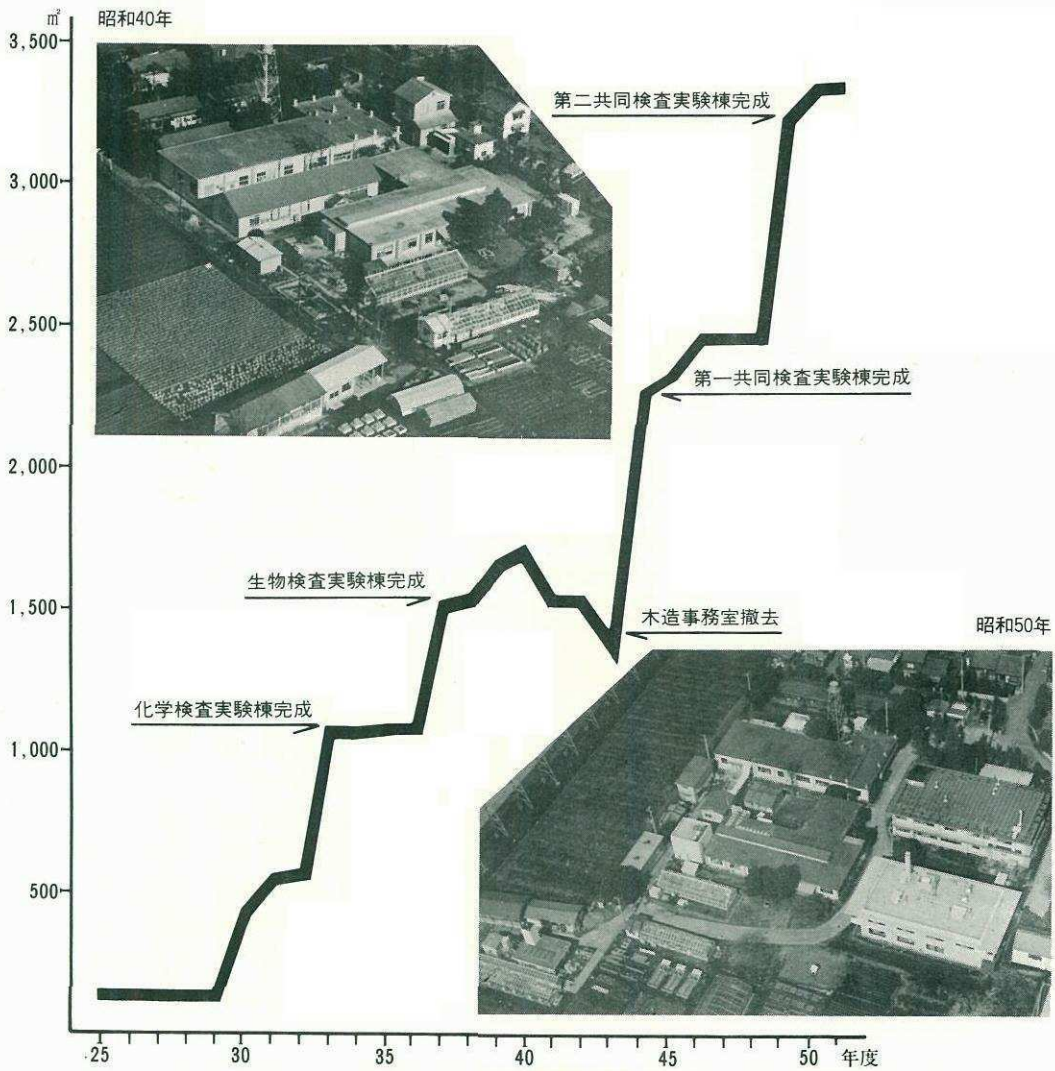 ㎡
昭和40年
3,500
第二共同検査実験棟完成
3,000
2,500
第一共同検査実験棟完成
2,000
生物検査実験棟完成
1,500
木造事務室撤去
昭和50年
化学検査実験棟完成
1,000
500
25 30 35 40 45 50 年度